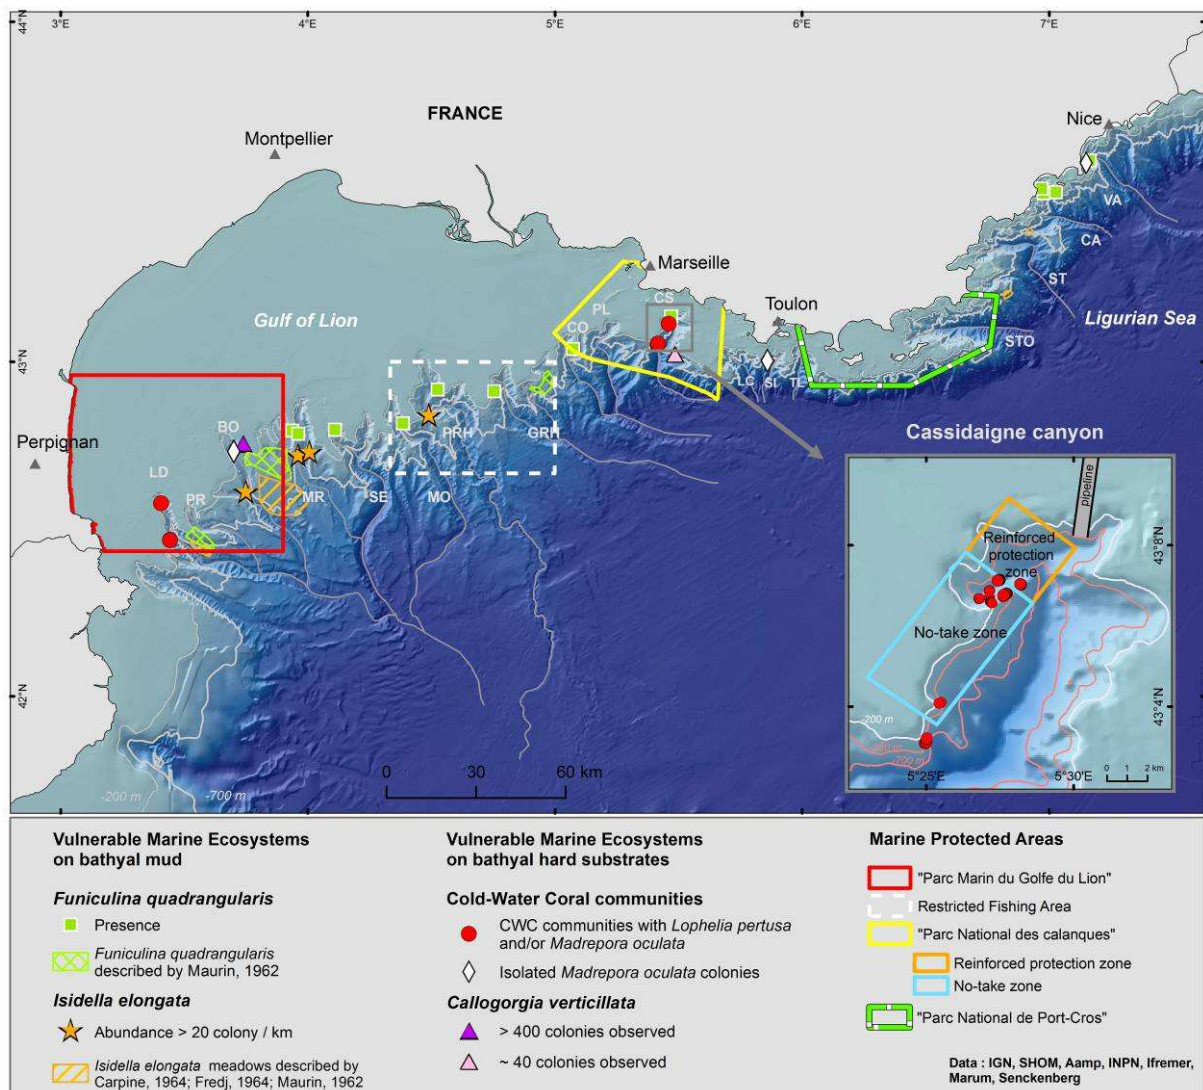 3°E
4°E
5°E
6°E
7°E
44°N
FRANCE
Nice
Montpellier
VA
Marseille
CA
ST
CS
PL
Toulon
Gulf of Lion
Ligurian Sea
CO
STO
43°N
LC
SI
TL
BO
PRH
GRH
Cassidaigne canyon
Perpignan
LD
PR
MR
SE
MO
pipeline
Reinforced
protection
zone
43°8'N
No-take zone
42°N
-200 m
43°4'N
-700 m
0 30 60 km
-200 m
-700 m
5°25'E
5°30'E
0 1 2 km
Vulnerable Marine Ecosystems
on bathyal mud
Funiculina quadrangularis
Presence
Funiculina quadrangularis
described by Maurin, 1962
Isidella elongata
Abundance > 20 colony / km
Isidella elongata meadows described by
Carpine, 1964; Fredj, 1964; Maurin, 1962
Vulnerable Marine Ecosystems
on bathyal hard substrates
Cold-Water Coral communities
CWC communities with Lophelia pertusa
and/or Madrepora oculata
Isolated Madrepora oculata colonies
Callogorgia verticillata
> 400 colonies observed
~ 40 colonies observed
Marine Protected Areas
"Parc Marin du Golfe du Lion"
Restricted Fishing Area
"Parc National des calanques"
Reinforced protection zone
No-take zone
"Parc National de Port-Cros"
Data : IGN, SHOM, Aamp, INPN, Ifremer,
Marum, Senckenberg